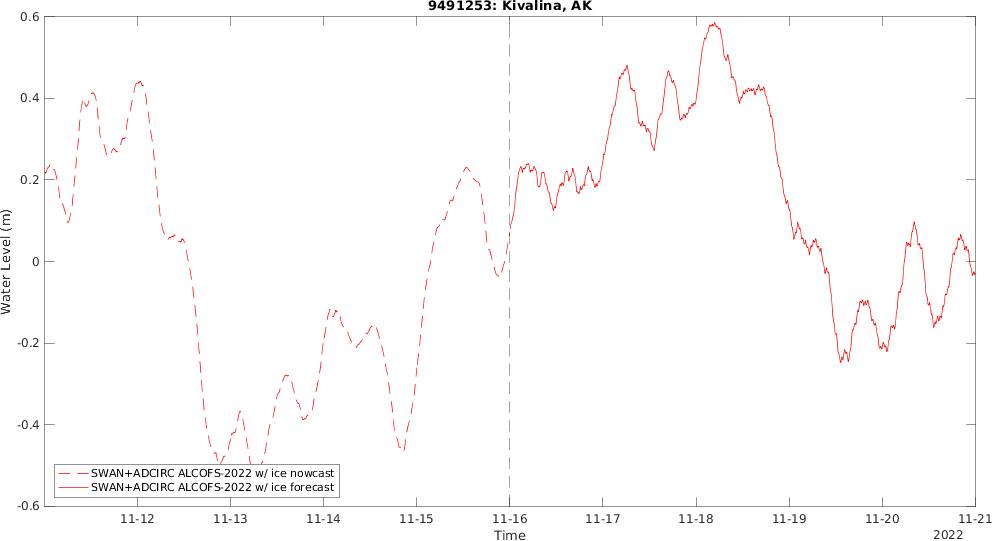 9491253: Kivalina, AK
0.6
0.4
0.2
0
-0.2
-0.4
-0.6
Water Level (m)
SWAN+ADCIRC ALCOFS-2022 w/ ice nowcast
SWAN+ADCIRC ALCOFS-2022 w/ ice forecast
11-12 11-13 11-14 11-15 11-16 11-17 11-18 11-19 11-20 11-21
Time
2022